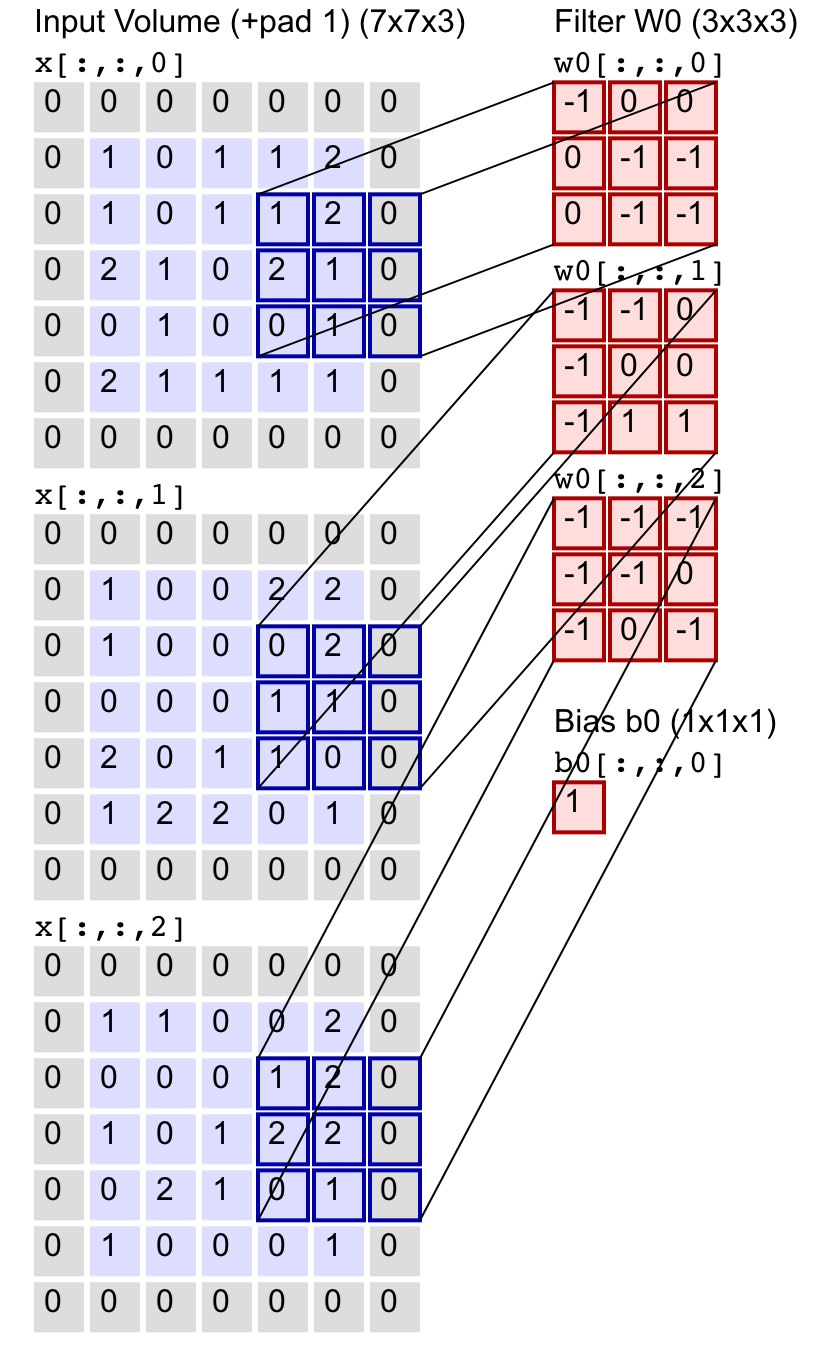 Input Volume (+pad 1) (7x7x3)
x[:,:,0]
0 0 0 0 0 0 0
0 1 0 1 1 2 0
0 1 0 1 1 2 0
0 2 1 0 2 1 0
0 0 1 0 0 1 0
0 2 1 1 1 1 0
0 0 0 0 0 0 0
x[:,:,1]
0 0 0 0 0 0 0
0 1 0 0 2 2 0
0 1 0 0 0 2 0
0 0 0 0 1 1 0
0 2 0 1 1 0 0
0 1 2 2 0 1 0
0 0 0 0 0 0 0
x[:,:,2]
0 0 0 0 0 0 0
0 1 1 0 0 2 0
0 0 0 0 1 2 0
0 1 0 1 2 2 0
0 0 2 1 0 1 0
0 1 0 0 0 1 0
0 0 0 0 0 0 0
Filter W0 (3x3x3)
w0[:,:,0]
-1 0 0
0 -1 -1
0 -1 -1
w0[:,:,1]
-1 -1 0
-1 0 0
-1 1 1
w0[:,:,2]
-1 -1 -1
-1 -1 0
-1 0 -1
Bias b0 (1x1x1)
b0[:,:,0]
1